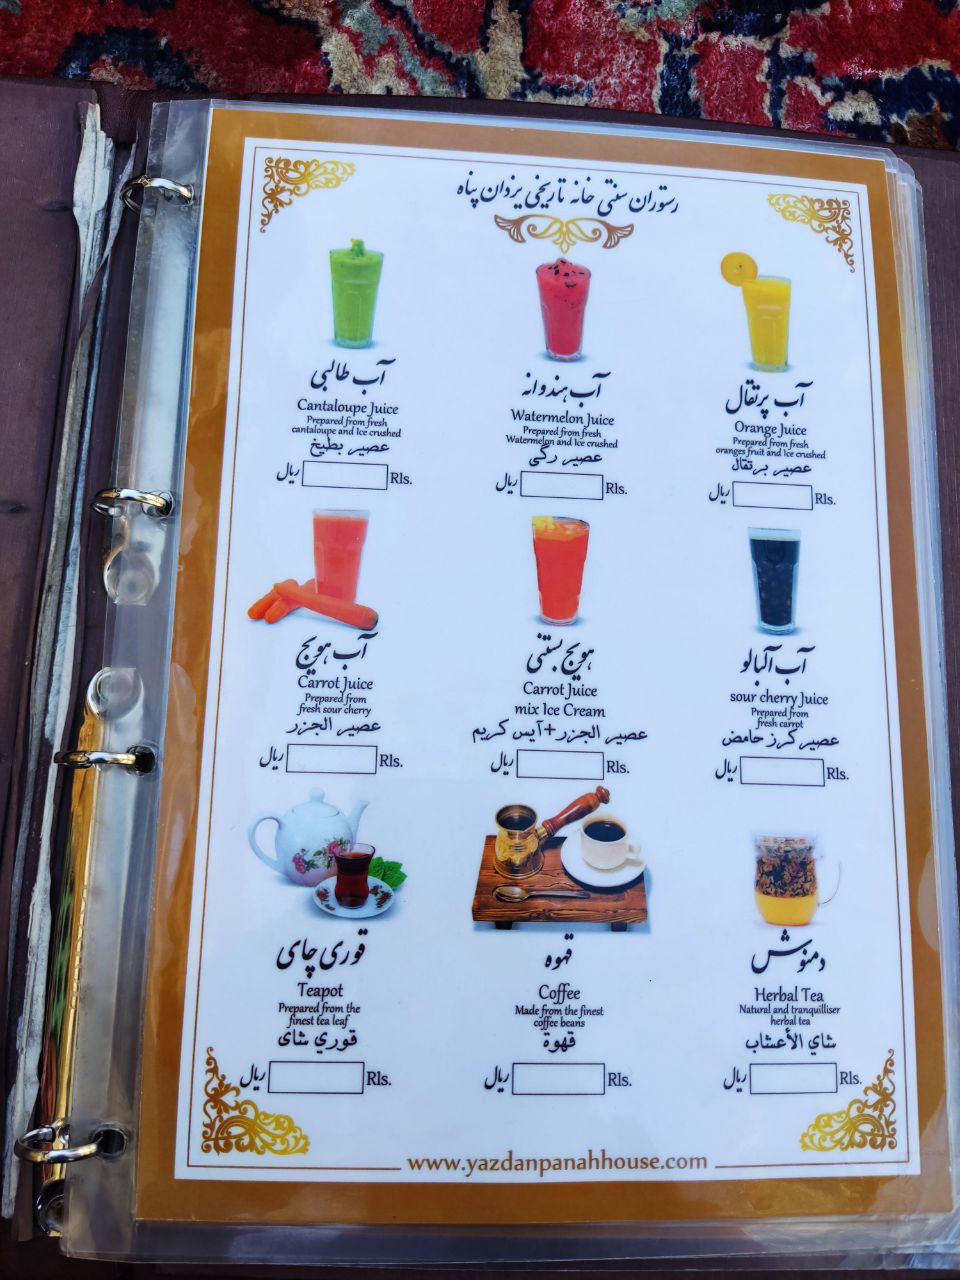 رستوران سنتی خانه تاریخی یزدان پناه
آب طالبی
Cantaloupe Juice
Prepared from fresh
cantaloupe and Ice crushed
عصیر بطیخ
ریال Rls.
آب هندوانه
Watermelon Juice
Prepared from fresh
Watermelon and Ice crushed
عصیر رگی
ریال Rls.
آب پرتقال
Orange Juice
Prepared from fresh
oranges fruit and Ice crushed
عصیر برتقال
ریال Rls.
آب هویج
Carrot Juice
Prepared from
fresh sour cherry
عصیر الجزر
ریال Rls.
هویج بستنی
Carrot Juice
mix Ice Cream
عصیر الجزر+آیس کریم
ریال Rls.
آب آلبالو
sour cherry Juice
Prepared from
fresh carrot
عصیر کرز حامض
ریال Rls.
قوری چای
Teapot
Prepared from the
finest tea leaf
قوري شاى
ریال Rls.
قهوه
Coffee
Made from the finest
coffee beans
قهوة
ریال Rls.
دمنوش
Herbal Tea
Natural and tranquilliser
herbal tea
شاي الأعشاب
ریال Rls.
www.yazdanpanahhouse.com